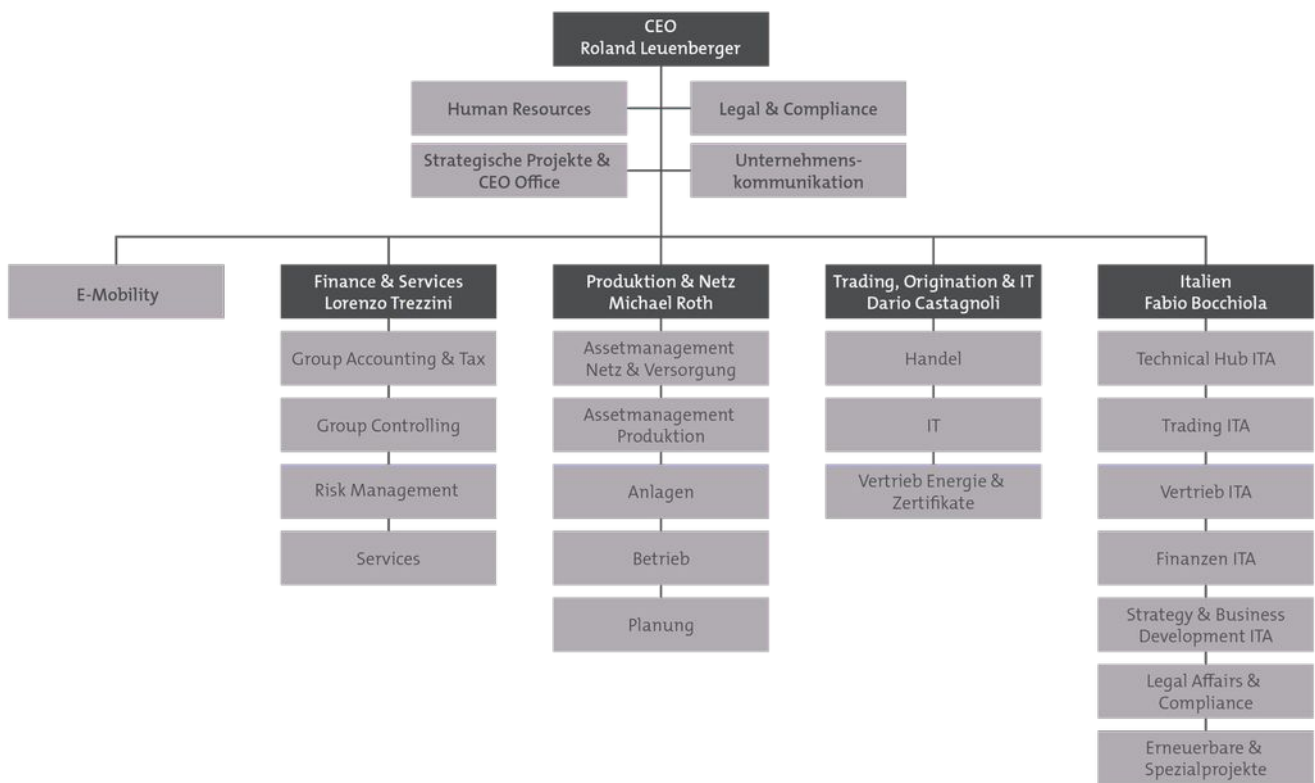 CEO
Roland Leuenberger
Human Resources
Legal & Compliance
Strategische Projekte &
CEO Office
Unternehmens-
kommunikation
E-Mobility
Finance & Services
Lorenzo Trezzini
Group Accounting & Tax
Group Controlling
Risk Management
Services
Produktion & Netz
Michael Roth
Assetmanagement
Netz & Versorgung
Assetmanagement
Produktion
Anlagen
Betrieb
Planung
Trading, Origination & IT
Dario Castagnoli
Handel
IT
Vertrieb Energie &
Zertifikate
Italien
Fabio Bocchiola
Technical Hub ITA
Trading ITA
Vertrieb ITA
Finanzen ITA
Strategy & Business
Development ITA
Legal Affairs &
Compliance
Erneuerbare &
Spezialprojekte